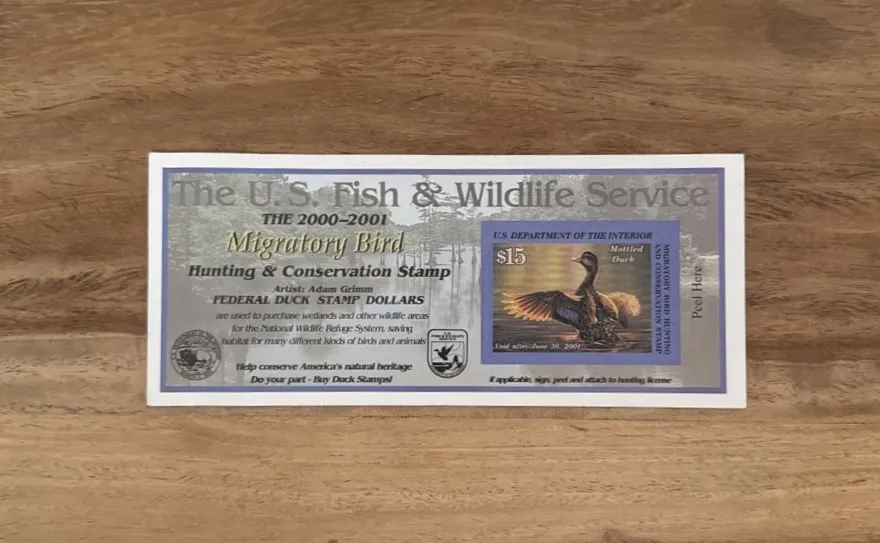 The U.S. Fish & Wildlife Service
THE 2000–2001
Migratory Bird
Hunting & Conservation Stamp
Artist: Adam Grimm
FEDERAL DUCK STAMP DOLLARS
are used to purchase wetlands and other wildlife areas
for the National Wildlife Refuge System, saving
habitat for many different kinds of birds and animals
Help conserve America's natural heritage
Do your part - Buy Duck Stamps!
U.S. DEPARTMENT OF THE INTERIOR
$15
Mottled
Duck
MIGRATORY BIRD HUNTING
AND CONSERVATION STAMP
Void after June 30, 2001
Peel Here
If applicable, sign, peel and attach to hunting license